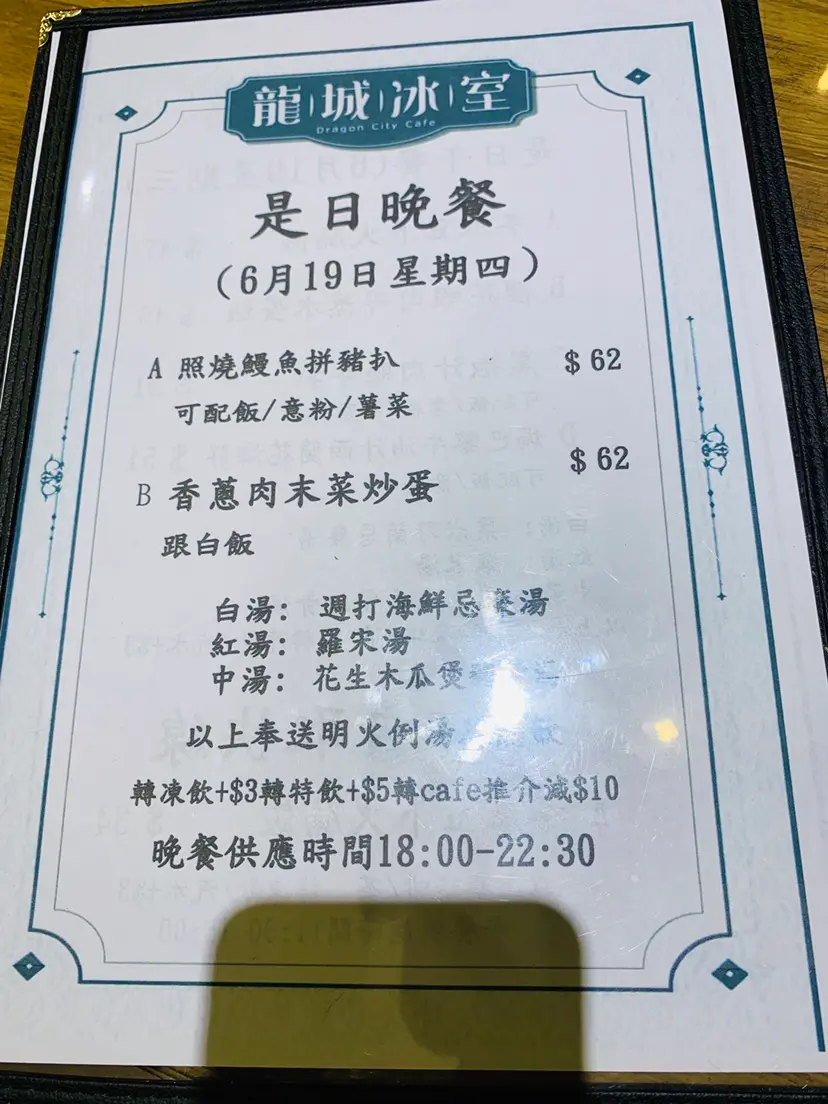 龍城冰室
Dragon City Cafe
是日晚餐
(6月19日星期四)
A 照燒鰻魚拼豬扒 $62
可配飯/意粉/薯菜
$62
B 香蔥肉末菜炒蛋
跟白飯
白湯: 週打海鮮忌湯
紅湯: 羅宋湯
中湯: 花生木瓜煲
以上奉送明火例湯
轉凍飲+$3轉特飲+$5轉cafe推介減$10
晚餐供應時間18:00-22:30